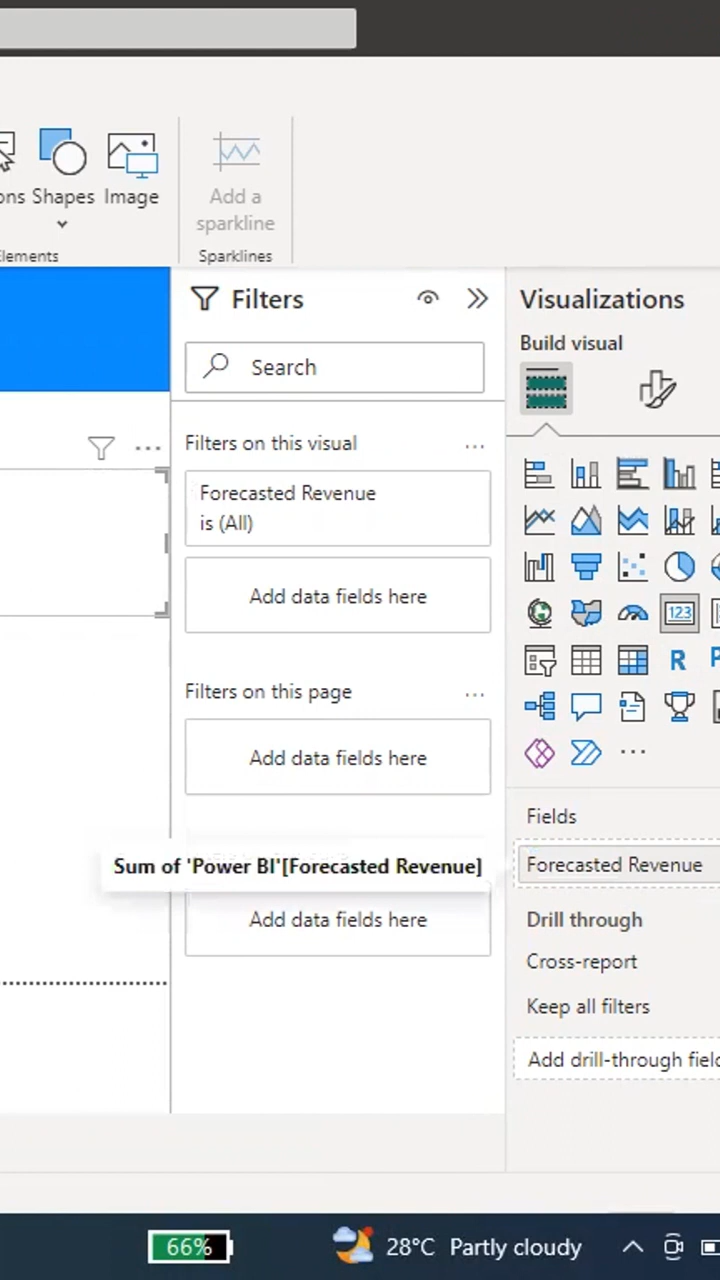 ons Shapes Image
Add a
sparkline
Elements
Sparklines
Filters
Visualizations
Build visual
Search
Filters on this visual
Forecasted Revenue
is (All)
Add data fields here
123
R
Filters on this page
Add data fields here
Fields
Sum of 'Power BI'[Forecasted Revenue]
Forecasted Revenue
Add data fields here
Drill through
Cross-report
Keep all filters
Add drill-through field
66%
28°C Partly cloudy